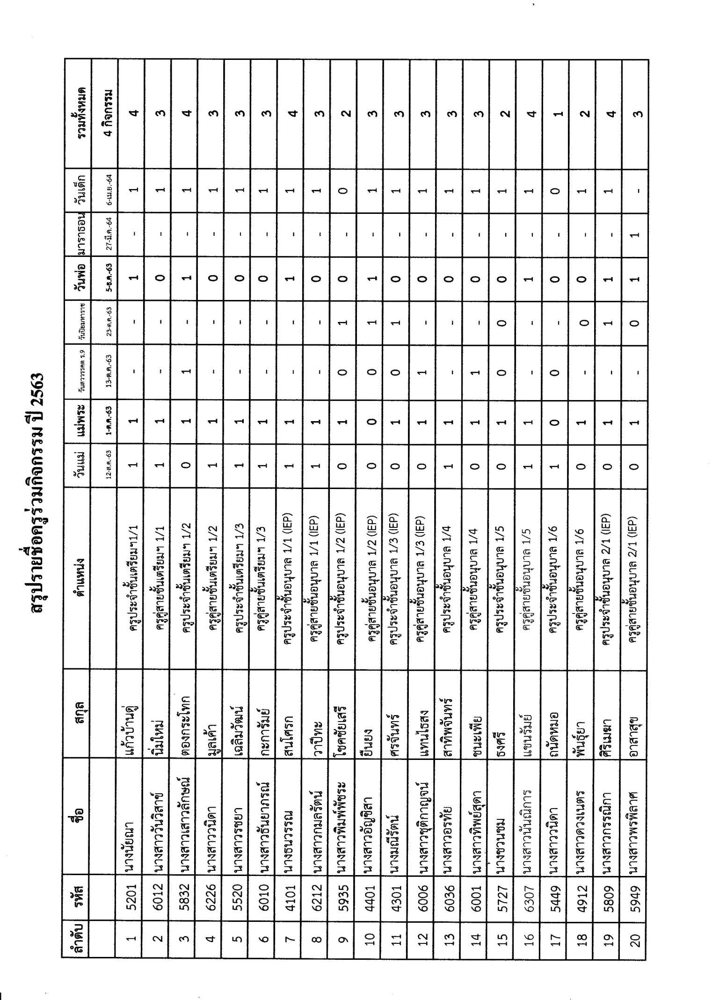 สรุปรายชื่อครูร่วมกิจกรรม ปี 2563
ลำดับ รหัส ชื่อ สกุล ตำแหน่ง วันแม่ แม่พระ วันสวรรคต ร.9 วันปิยมหาราช วันพ่อ มาราธอน วันเด็ก รวมทั้งหมด
12-ส.ค.-63 1-ต.ค.-63 13-ต.ค.-63 23-ต.ค.-63 5-ธ.ค.-63 27-มี.ค.-64 6-เม.ย.-64 4 กิจกรรม
1 5201 นางนัยณา แก้วบ้านดู่ ครูประจำชั้นเตรียมฯ1/1 1 1 - - 1 - 1 4
2 6012 นางสาววันวิสาข์ นิ่มใหม่ ครูคู่สายชั้นเตรียมฯ 1/1 1 1 - - 0 - 1 3
3 5832 นางสาวเสาวลักษณ์ ตองกระโทก ครูประจำชั้นเตรียมฯ 1/2 0 1 1 - 1 - 1 4
4 6226 นางสาววนิดา มูลเค้า ครูคู่สายชั้นเตรียมฯ 1/2 1 1 - - 0 - 1 3
5 5520 นางสาวรชยา เฉลิมวัฒน์ ครูประจำชั้นเตรียมฯ 1/3 1 1 - - 0 - 1 3
6 6010 นางสาวธันยาภรณ์ กะการัมย์ ครูคู่สายชั้นเตรียมฯ 1/3 1 1 - - 0 - 1 3
7 4101 นางธนวรรณ สนโศรก ครูประจำชั้นอนุบาล 1/1 (IEP) 1 1 - - 1 - 1 4
8 6212 นางสาวกมลรัตน์ วาปีทะ ครูคู่สายชั้นอนุบาล 1/1 (IEP) 1 1 - - 0 - 1 3
9 5935 นางสาวพิมพ์พัชระ โชคชัยเสรี ครูประจำชั้นอนุบาล 1/2 (IEP) 0 1 0 1 0 - 0 2
10 4401 นางสาวอัญชิสา ยืนยง ครูคู่สายชั้นอนุบาล 1/2 (IEP) 0 0 0 1 1 - 1 3
11 4301 นางมณีรัตน์ ศรจันทร์ ครูประจำชั้นอนุบาล 1/3 (IEP) 0 1 0 1 0 - 1 3
12 6006 นางสาวชุติกาญจน์ แทนไธสง ครูคู่สายชั้นอนุบาล 1/3 (IEP) 0 1 1 - 0 - 1 3
13 6036 นางสาวอรทัย สาทิพจันทร์ ครูประจำชั้นอนุบาล 1/4 1 1 - - 0 - 1 3
14 6001 นางสาวทิพย์สุดา ชนะเพีย ครูคู่สายชั้นอนุบาล 1/4 0 1 1 - 0 - 1 3
15 5727 นางชวนชม ธงศรี ครูประจำชั้นอนุบาล 1/5 0 1 0 0 0 - 1 2
16 6307 นางสาวนันณิการ แขนรัมย์ ครูคู่สายชั้นอนุบาล 1/5 1 1 - - 1 - 1 4
17 5449 นางสาววนิดา ถนัดหมอ ครูประจำชั้นอนุบาล 1/6 1 0 0 - 0 - 0 1
18 4912 นางสาวดวงเนตร พันธุ์ยา ครูคู่สายชั้นอนุบาล 1/6 0 1 - 0 0 - 1 2
19 5809 นางสาวกรรณิกา ศิริเมฆา ครูประจำชั้นอนุบาล 2/1 (IEP) 0 1 - 1 1 - 1 4
20 5949 นางสาวพรพิลาศ อาสาสุข ครูคู่สายชั้นอนุบาล 2/1 (IEP) 0 1 - 0 1 1 - 3